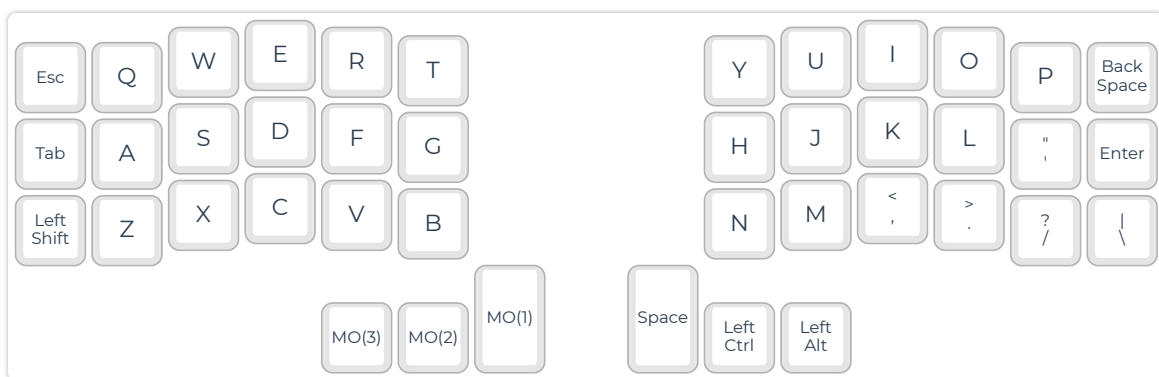 Esc Q W E R T Y U I O P Back Space
Tab A S D F G H J K L " ' Enter
Left Shift Z X C V B N M < , > . ? / | \
MO(3) MO(2) MO(1) Space Left Ctrl Left Alt